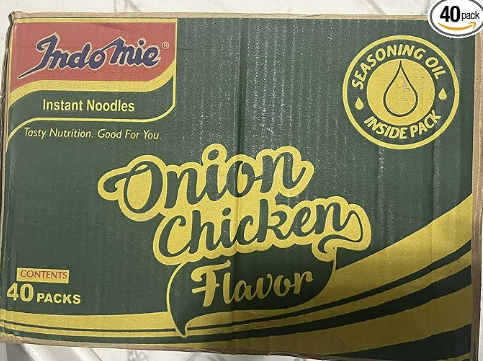 40 pack
Indomie®
Instant Noodles
Tasty Nutrition. Good For You.
SEASONING OIL
INSIDE PACK
Onion
Chicken
Flavor
CONTENTS
40 PACKS